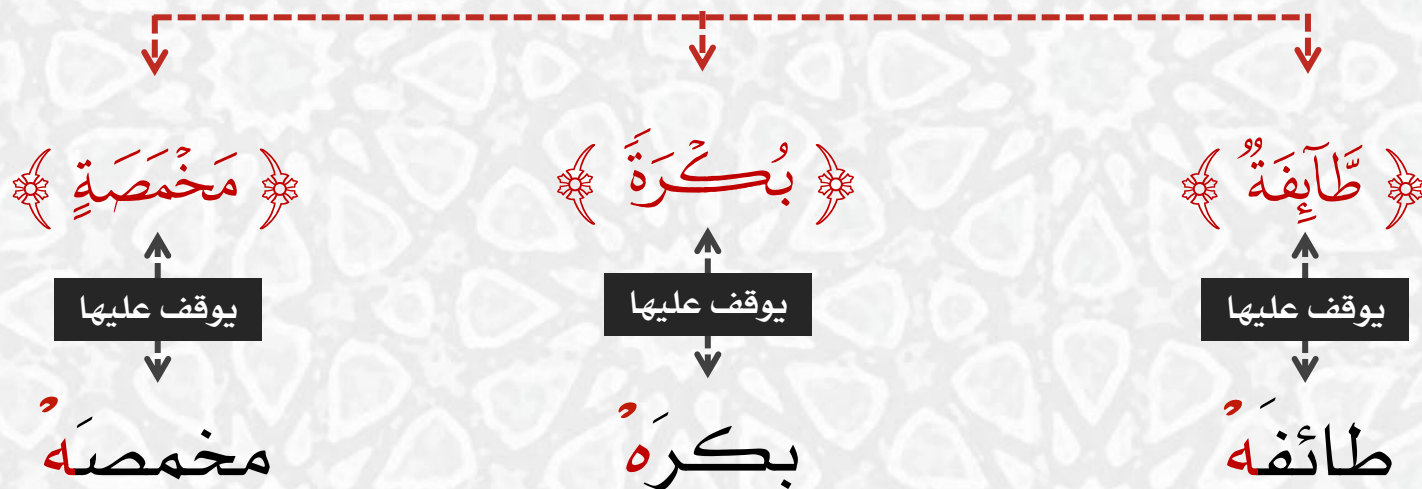 ﴿ طَّآئِفَةٌ ﴾ ﴿ بُكۡرَةً ﴾ ﴿ مَخۡمَصَةٍ ﴾
يوقف عليها يوقف عليها يوقف عليها
طائفَهْ بكرَهْ مخمصَهْ